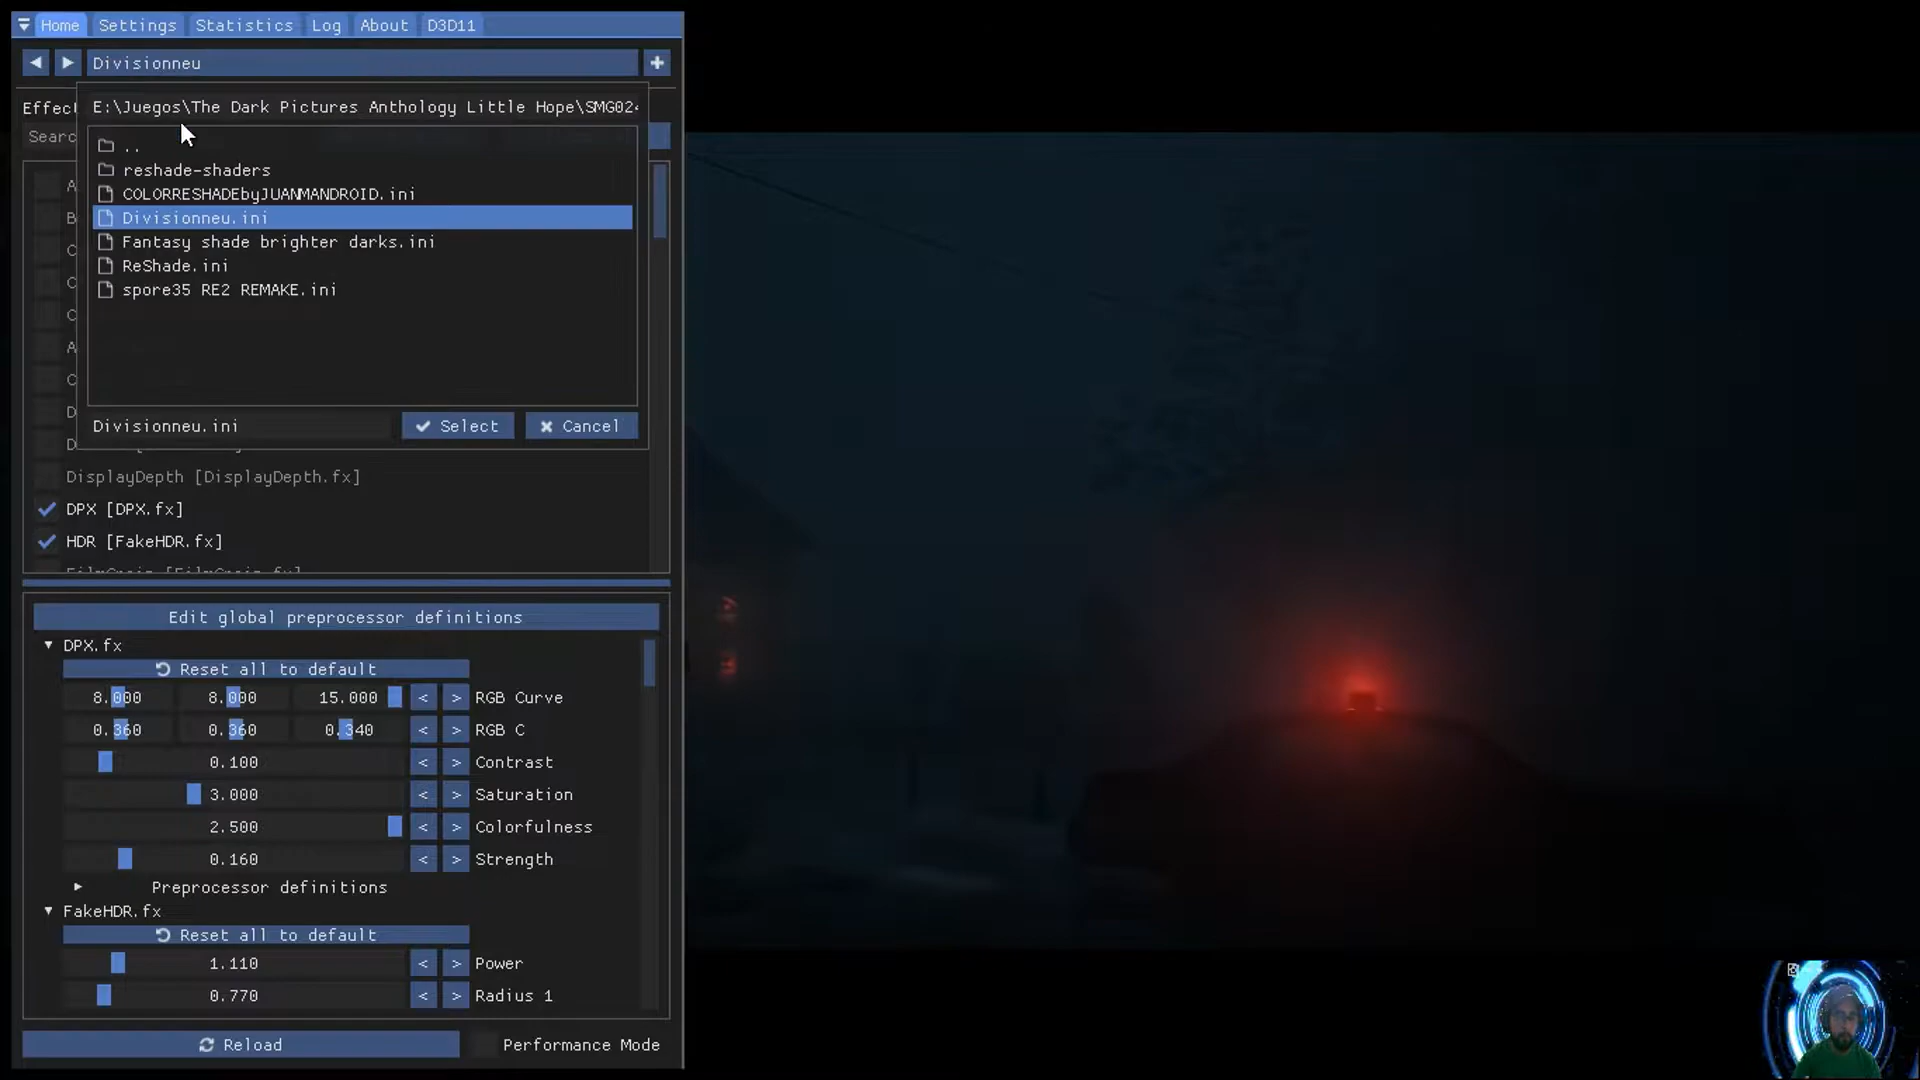 Home Settings Statistics Log About D3D11
Divisionneu
Effec
E:\Juegos\The Dark Pictures Anthology Little Hope\SMG02
Searc
..
reshade-shaders
COLORRESHADEbyJUANMANDROID.ini
Divisionneu.ini
Fantasy shade brighter darks.ini
ReShade.ini
spore35 RE2 REMAKE.ini
A
B
C
C
C
A
C
D
D
Divisionneu.ini Select Cancel
DisplayDepth [DisplayDepth.fx]
DPX [DPX.fx]
HDR [FakeHDR.fx]
Edit global preprocessor definitions
DPX.fx
Reset all to default
8.000 8.000 15.000 < > RGB Curve
0.360 0.360 0.340 < > RGB C
0.100 < > Contrast
3.000 < > Saturation
2.500 < > Colorfulness
0.160 < > Strength
Preprocessor definitions
FakeHDR.fx
Reset all to default
1.110 < > Power
0.770 < > Radius 1
Reload Performance Mode